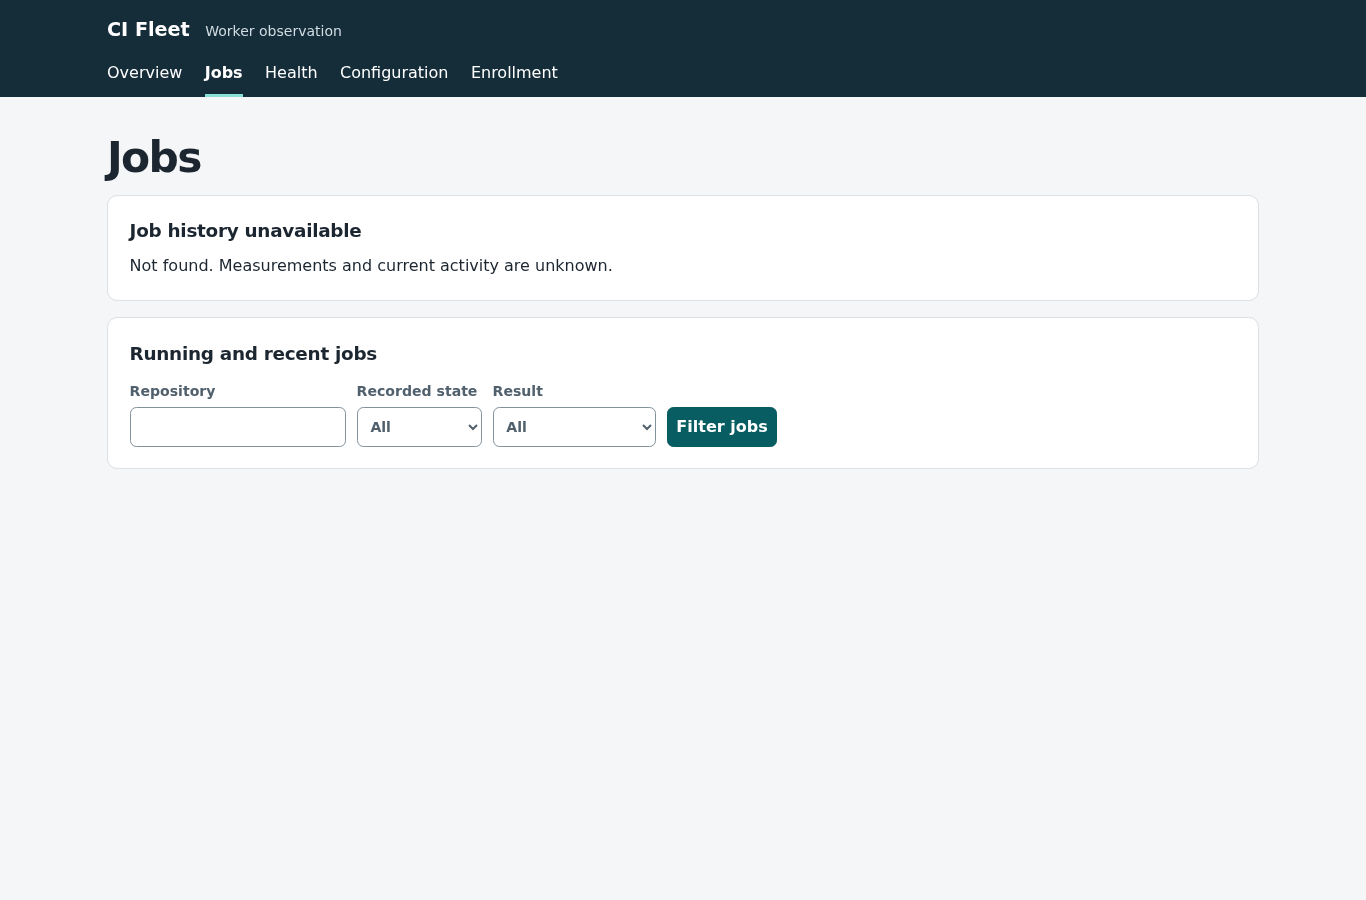 CI Fleet Worker observation
Overview Jobs Health Configuration Enrollment
Jobs
Job history unavailable
Not found. Measurements and current activity are unknown.
Running and recent jobs
Repository Recorded state Result
All All Filter jobs